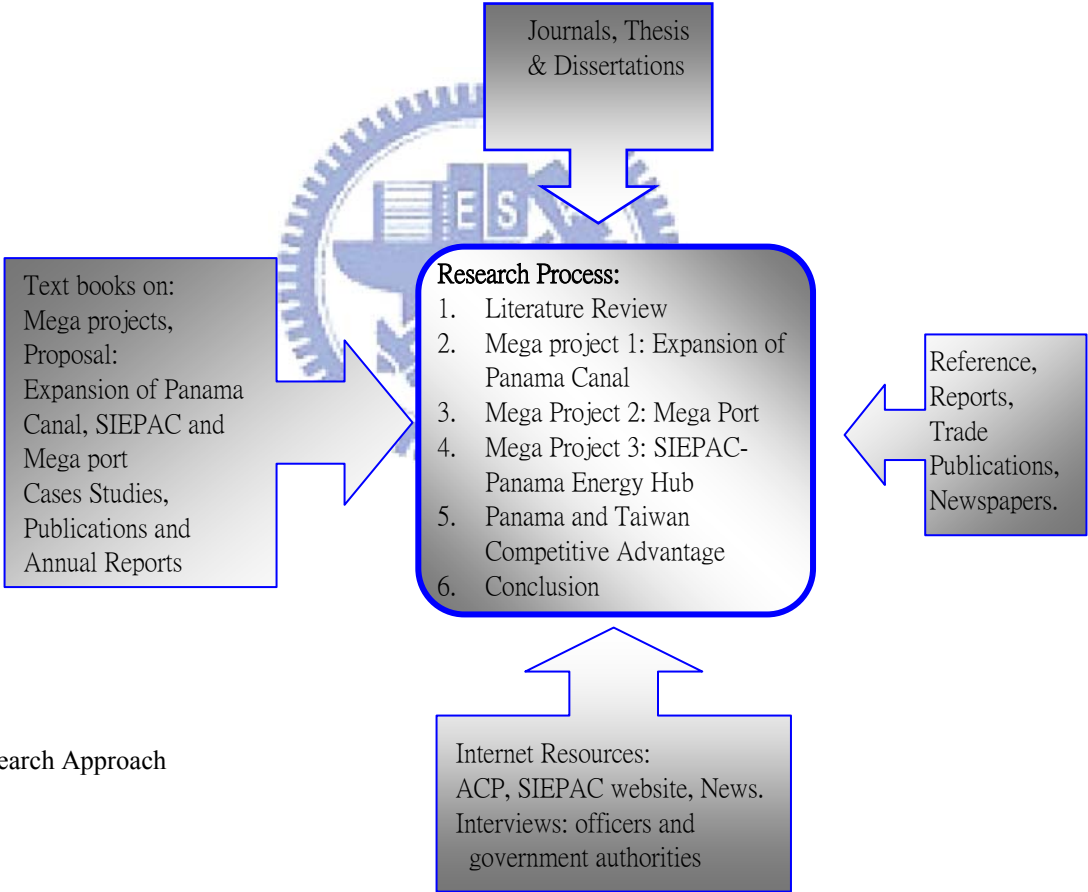 Journals, Thesis
& Dissertations
ES
Text books on:
Mega projects,
Proposal:
Expansion of Panama
Canal, SIEPAC and
Mega port
Cases Studies,
Publications and
Annual Reports
Research Process:
1. Literature Review
2. Mega project 1: Expansion of
Panama Canal
3. Mega Project 2: Mega Port
4. Mega Project 3: SIEPAC-
Panama Energy Hub
5. Panama and Taiwan
Competitive Advantage
6. Conclusion
Reference,
Reports,
Trade
Publications,
Newspapers.
earch Approach
Internet Resources:
ACP, SIEPAC website, News.
Interviews: officers and
government authorities